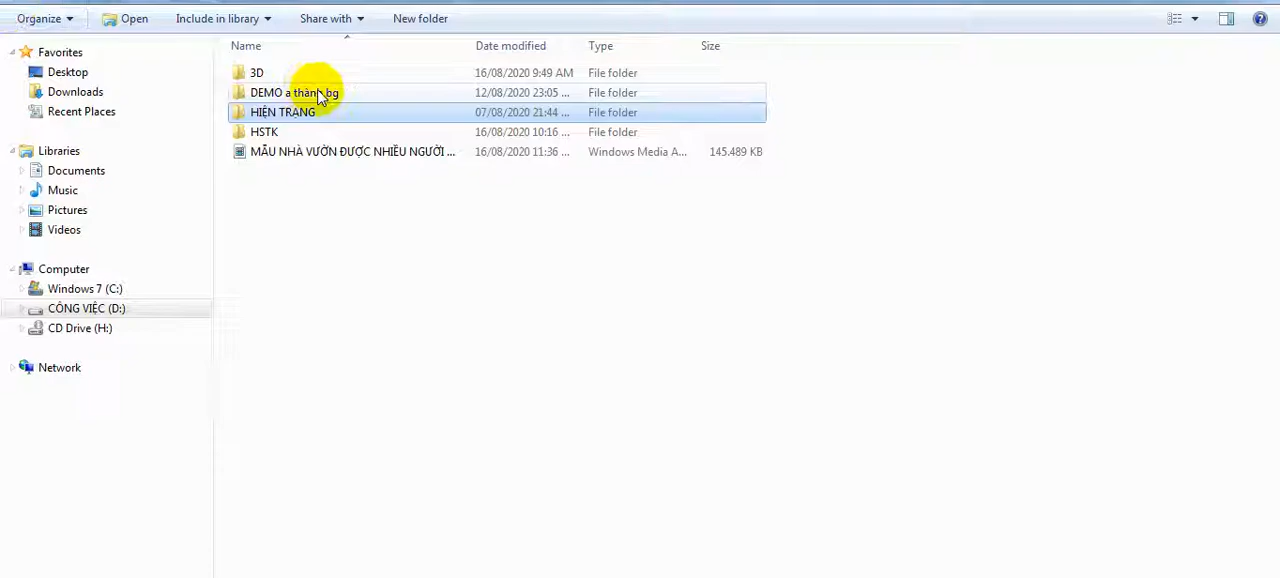 Organize Open Include in library Share with New folder
Favorites
Desktop
Downloads
Recent Places
Libraries
Documents
Music
Pictures
Videos
Computer
Windows 7 (C:)
CÔNG VIỆC (D:)
CD Drive (H:)
Network
Name Date modified Type Size
3D 16/08/2020 9:49 AM File folder
DEMO a thành bg 12/08/2020 23:05 ... File folder
HIỆN TRẠNG 07/08/2020 21:44 ... File folder
HSTK 16/08/2020 10:16 ... File folder
MẪU NHÀ VƯỜN ĐƯỢC NHIỀU NGƯỜI ... 16/08/2020 11:36 ... Windows Media A... 145.489 KB